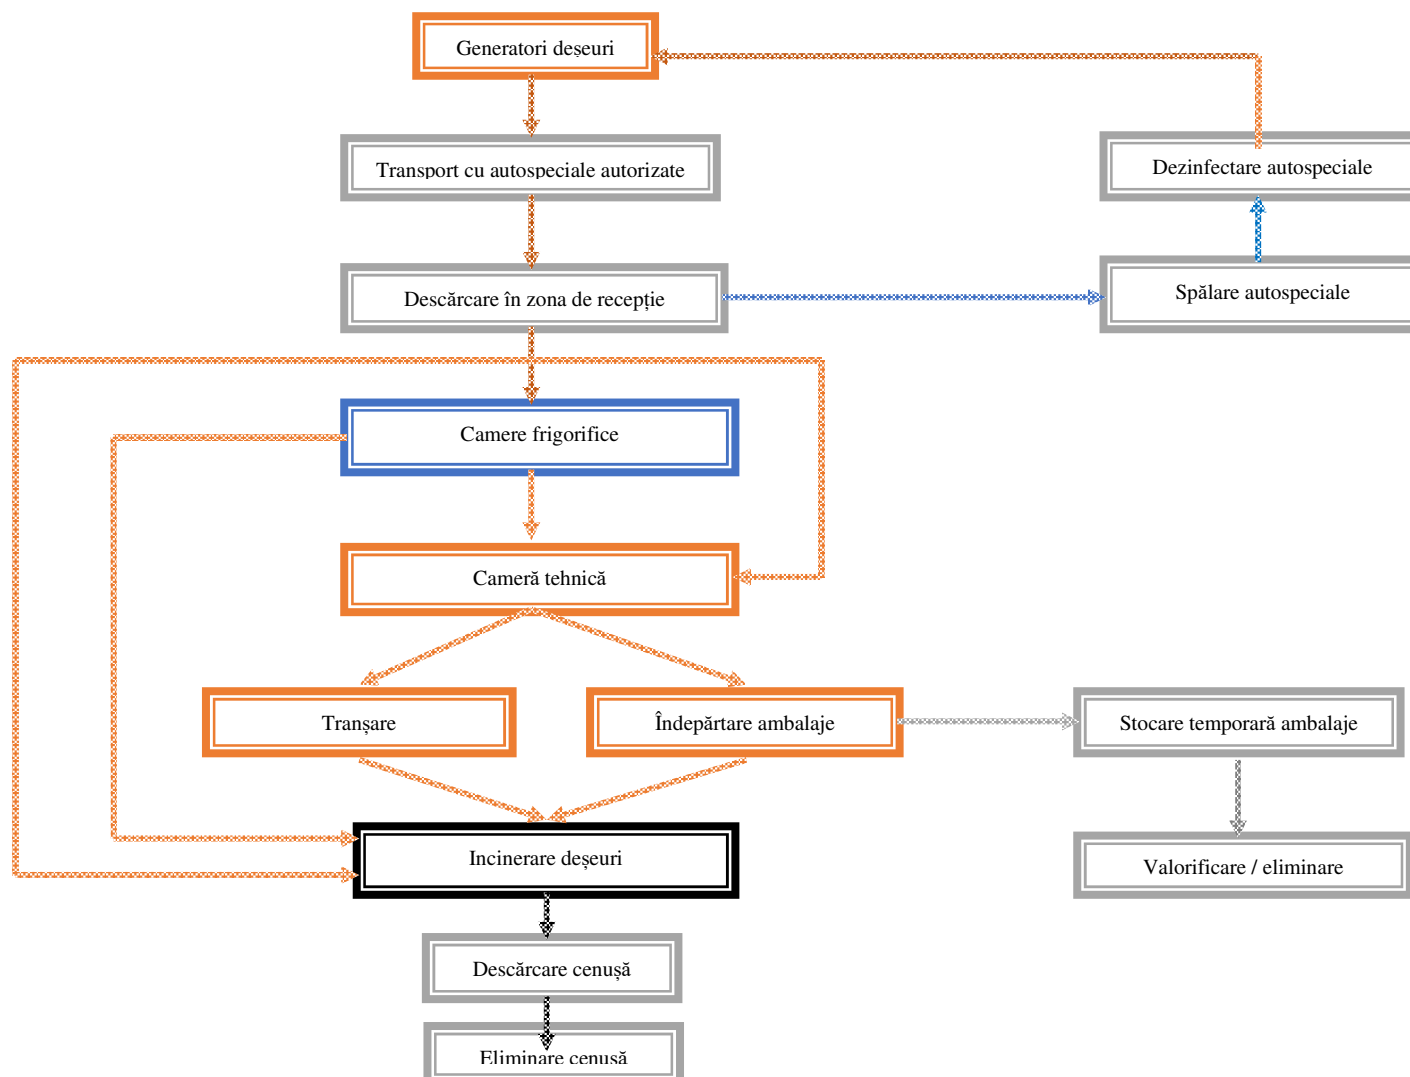 Generatori deșeuri
Transport cu autospeciale autorizate
Dezinfectare autospeciale
Descărcare în zona de recepție
Spălare autospeciale
Camere frigorifice
Cameră tehnică
Tranșare
Îndepărtare ambalaje
Stocare temporară ambalaje
Incinerare deșeuri
Valorificare / eliminare
Descărcare cenușă
Eliminare cenușă